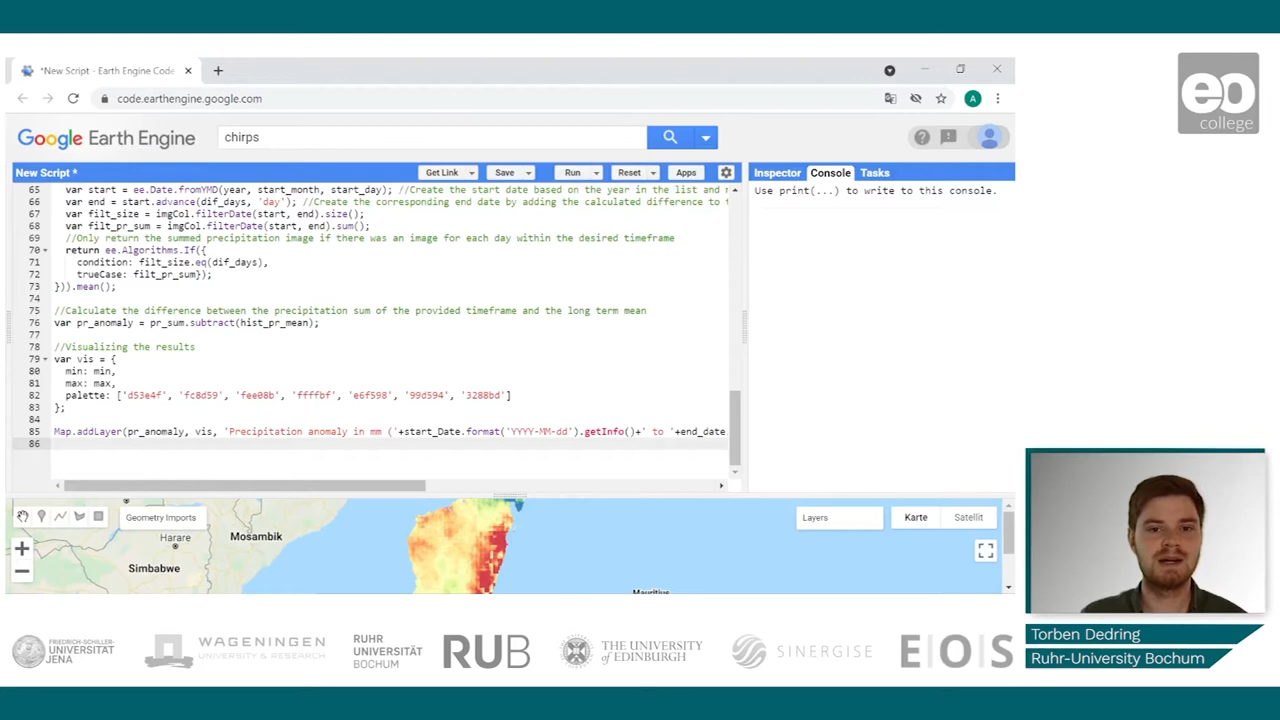 *New Script - Earth Engine Code
code.earthengine.google.com
A
eo
college
Google Earth Engine
chirps
New Script *
Get Link
Save
Run
Reset
Apps
Inspector
Console
Tasks
Use print(...) to write to this console.
65 var start = ee.Date.fromYMD(year, start_month, start_day); //Create the start date based on the year in the list and
66 var end = start.advance(dif_days, 'day'); //Create the corresponding end date by adding the calculated difference to
67 var filt_size = imgCol.filterDate(start, end).size();
68 var filt_pr_sum = imgCol.filterDate(start, end).sum();
69 //Only return the summed precipitation image if there was an image for each day within the desired timeframe
70 return ee.Algorithms.If({
71 condition: filt_size.eq(dif_days),
72 trueCase: filt_pr_sum});
73 })).mean();
74
75 //Calculate the difference between the precipitation sum of the provided timeframe and the long term mean
76 var pr_anomaly = pr_sum.subtract(hist_pr_mean);
77
78 //Visualizing the results
79 var vis = {
80 min: min,
81 max: max,
82 palette: ['d53e4f', 'fc8d59', 'fee08b', 'ffffbf', 'e6f598', '99d594', '3288bd']
83 };
84
85 Map.addLayer(pr_anomaly, vis, 'Precipitation anomaly in mm ('+start_Date.format('YYYY-MM-dd').getInfo()+' to '+end_date.
86
Geometry Imports
Layers
Karte
Satellit
Harare
Simbabwe
Mosambik
Mauritius
Torben Dedring
Ruhr-University Bochum
FRIEDRICH-SCHILLER-
UNIVERSITÄT
JENA
WAGENINGEN
UNIVERSITY & RESEARCH
RUHR
UNIVERSITÄT
BOCHUM
RUB
THE UNIVERSITY
of EDINBURGH
SINERGISE
E|O|S